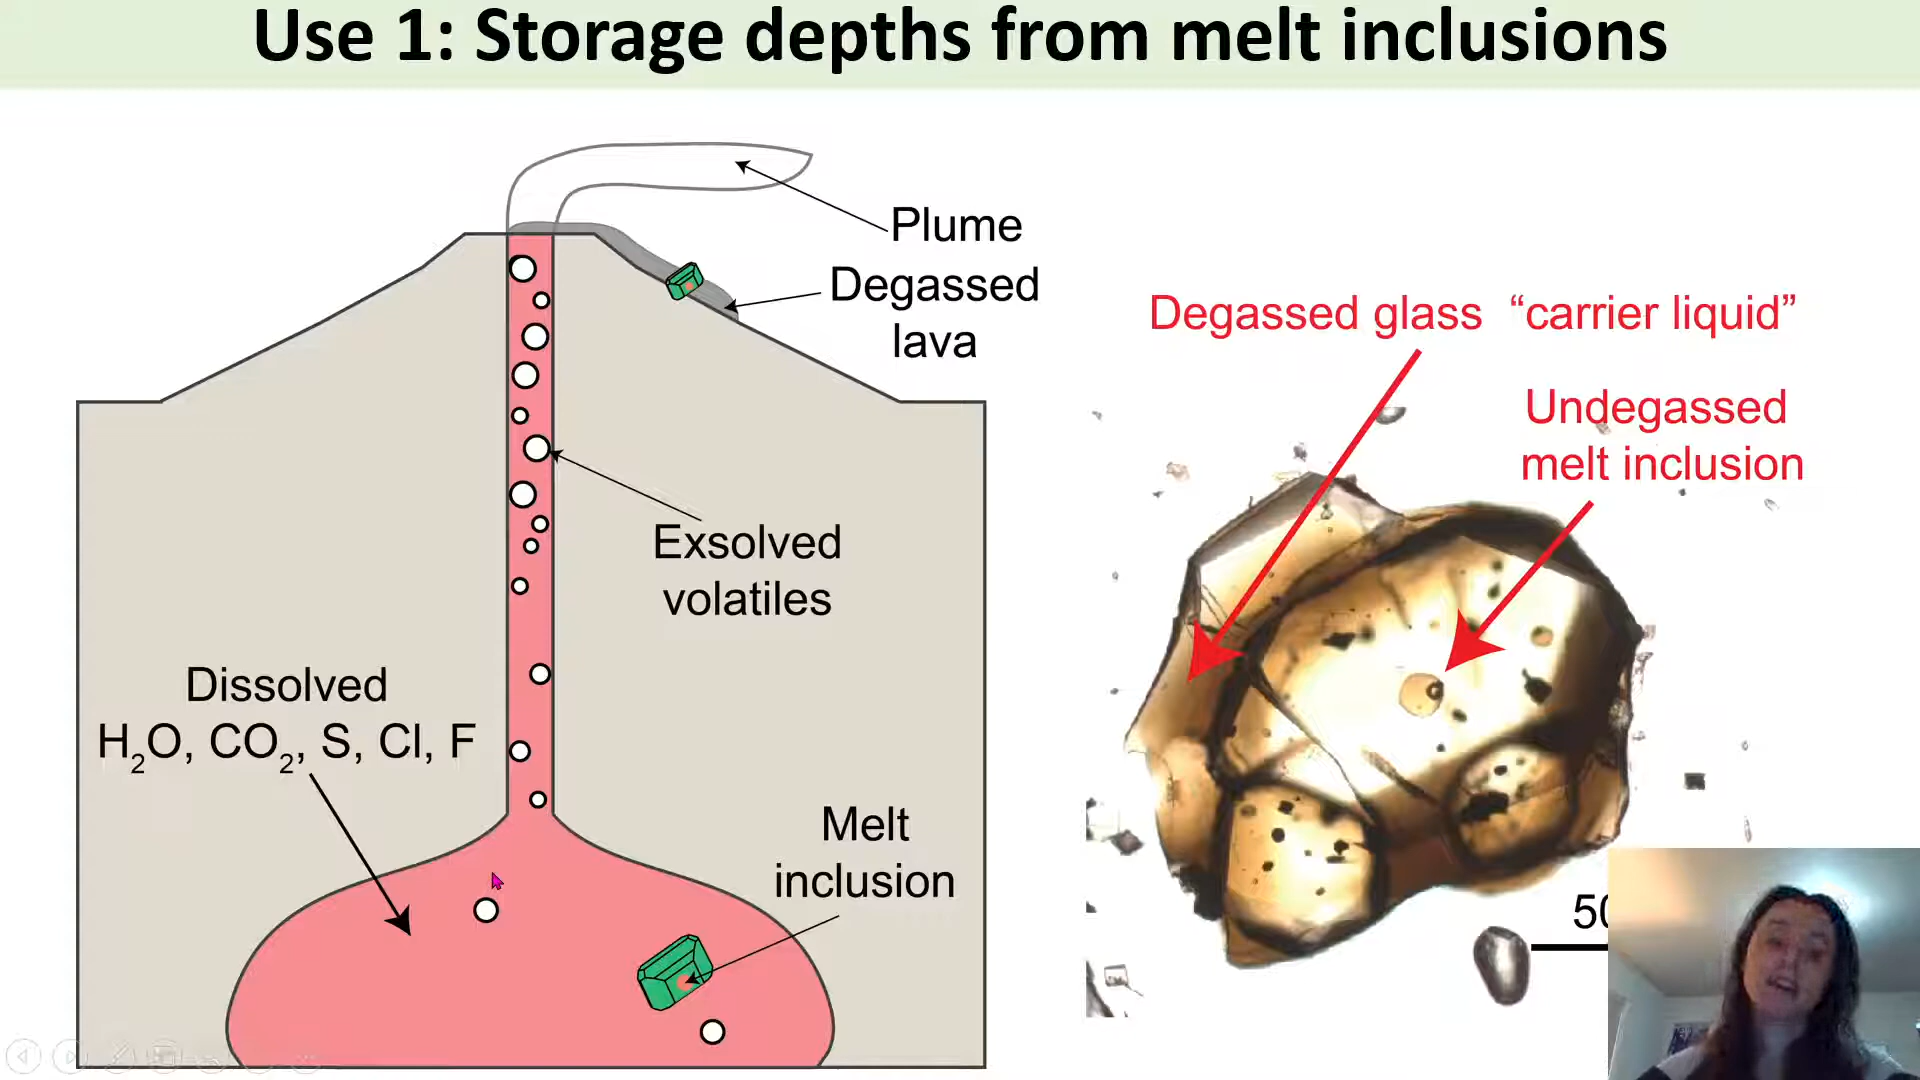 Use 1: Storage depths from melt inclusions
Plume
Degassed
lava
Exsolved
volatiles
Dissolved
H₂O, CO₂, S, Cl, F
Melt
inclusion
Degassed glass “carrier liquid”
Undegassed
melt inclusion